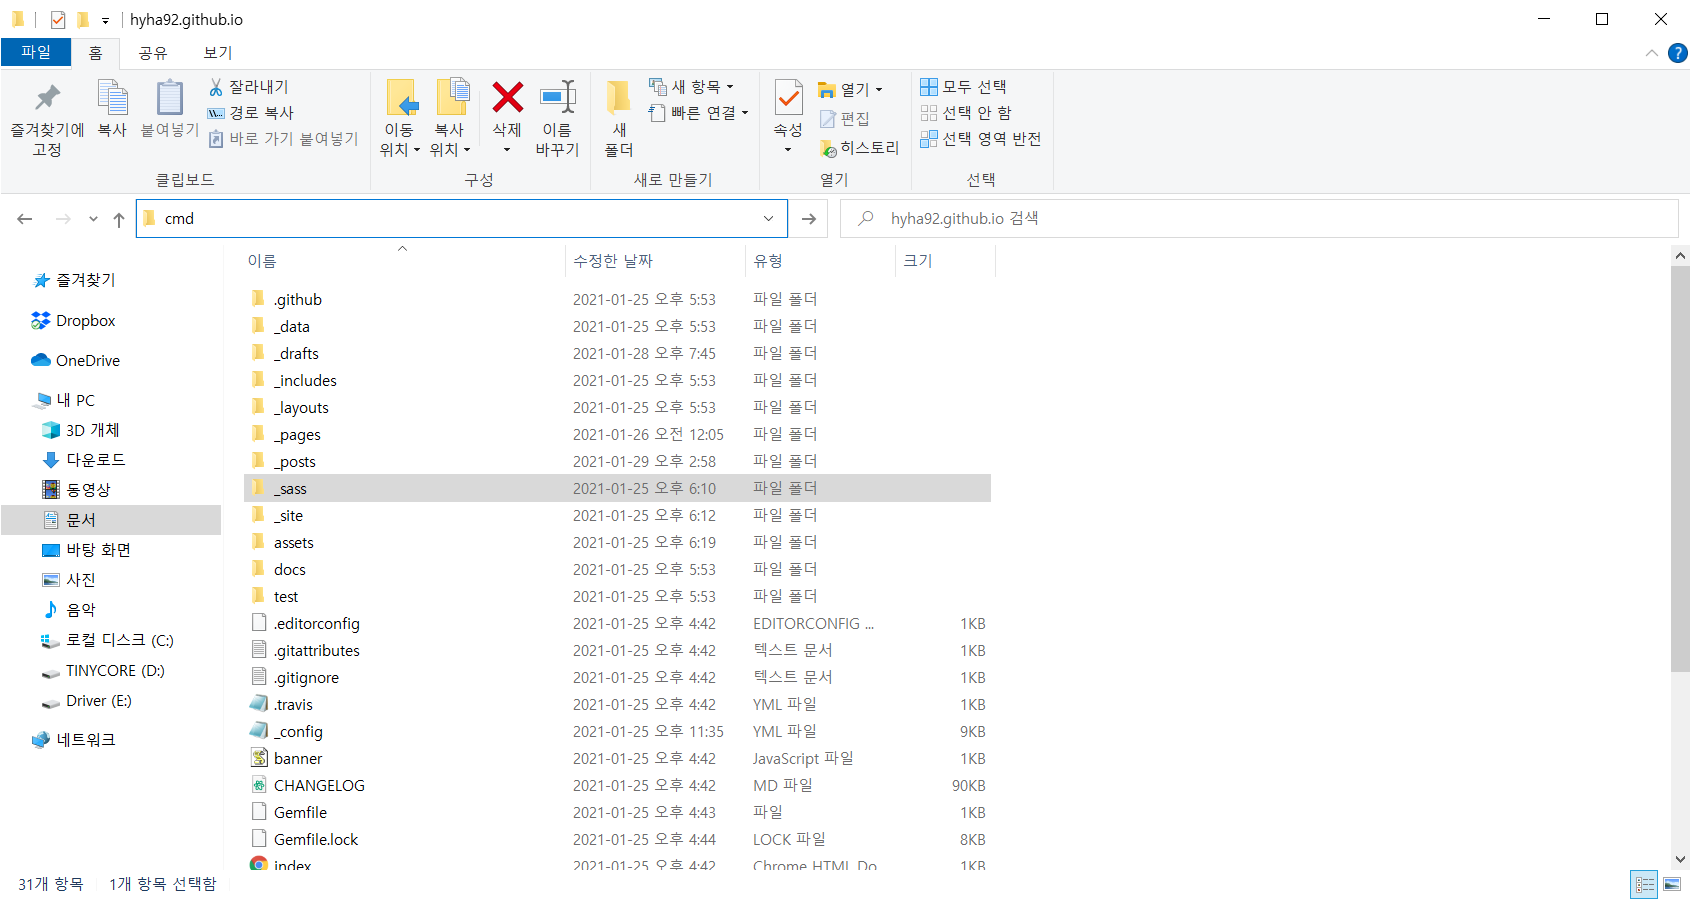 hyha92.github.io
파일 홈 공유 보기
즐겨찾기에
고정
복사
붙여넣기
잘라내기
경로 복사
바로 가기 붙여넣기
클립보드
이동
위치
복사
위치
삭제
이름
바꾸기
구성
새
폴더
새 항목
빠른 연결
새로 만들기
속성
열기
편집
히스토리
열기
모두 선택
선택 안 함
선택 영역 반전
선택
cmd
hyha92.github.io 검색
즐겨찾기
Dropbox
OneDrive
내 PC
3D 개체
다운로드
동영상
문서
바탕 화면
사진
음악
로컬 디스크 (C:)
TINYCORE (D:)
Driver (E:)
네트워크
이름 수정한 날짜 유형 크기
.github 2021-01-25 오후 5:53 파일 폴더
_data 2021-01-25 오후 5:53 파일 폴더
_drafts 2021-01-28 오후 7:45 파일 폴더
_includes 2021-01-25 오후 5:53 파일 폴더
_layouts 2021-01-25 오후 5:53 파일 폴더
_pages 2021-01-26 오전 12:05 파일 폴더
_posts 2021-01-29 오후 2:58 파일 폴더
_sass 2021-01-25 오후 6:10 파일 폴더
_site 2021-01-25 오후 6:12 파일 폴더
assets 2021-01-25 오후 6:19 파일 폴더
docs 2021-01-25 오후 5:53 파일 폴더
test 2021-01-25 오후 5:53 파일 폴더
.editorconfig 2021-01-25 오후 4:42 EDITORCONFIG ... 1KB
.gitattributes 2021-01-25 오후 4:42 텍스트 문서 1KB
.gitignore 2021-01-25 오후 4:42 텍스트 문서 1KB
.travis 2021-01-25 오후 4:42 YML 파일 1KB
_config 2021-01-25 오후 11:35 YML 파일 9KB
banner 2021-01-25 오후 4:42 JavaScript 파일 1KB
CHANGELOG 2021-01-25 오후 4:42 MD 파일 90KB
Gemfile 2021-01-25 오후 4:43 파일 1KB
Gemfile.lock 2021-01-25 오후 4:44 LOCK 파일 8KB
index 2021-01-25 오후 4:42 Chrome HTML Do 1KB
31개 항목 1개 항목 선택함